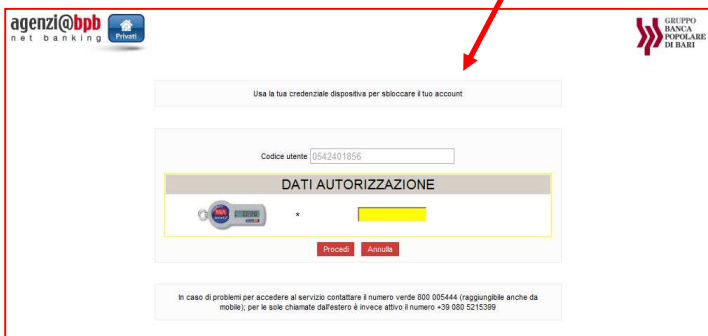 agenzi@bpb
net banking
Privati
GRUPPO
BANCA
POPOLARE
DI BARI
Usa la tua credenziale dispositiva per sbloccare il tuo account
Codice utente 0542401856
DATI AUTORIZZAZIONE
*
Procedi Annulla
In caso di problemi per accedere al servizio contattare il numero verde 800 005444 (raggiungibile anche da
mobile); per le sole chiamate dall'estero è invece attivo il numero +39 080 5215399